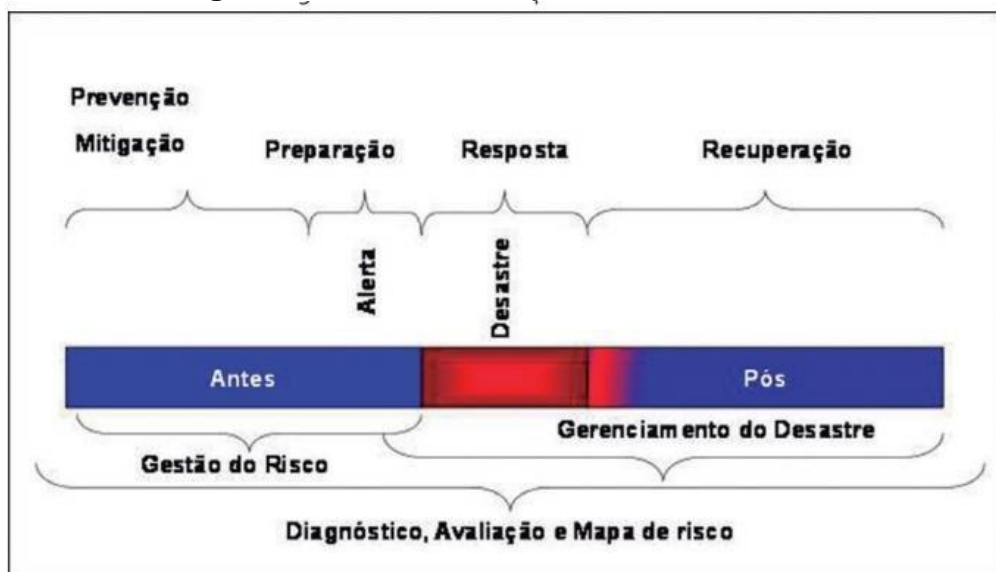 Prevenção
Mitigação
Preparação
Resposta
Recuperação
Alerta
Desastre
Antes
Pós
Gerenciamento do Desastre
Gestão do Risco
Diagnóstico, Avaliação e Mapa de risco